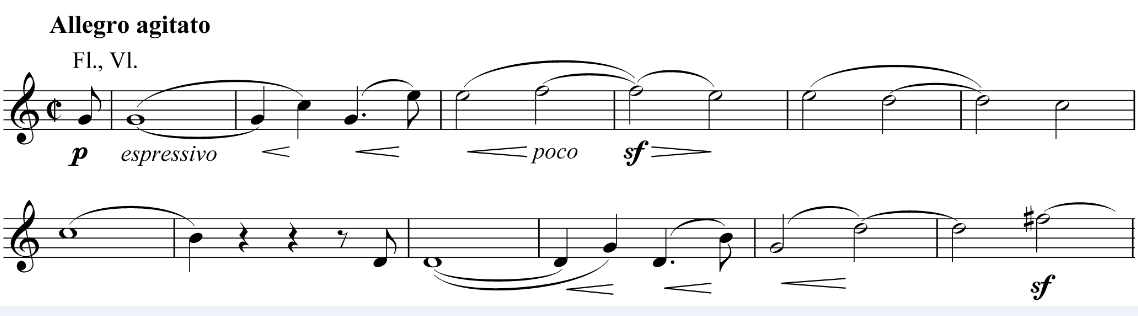 Allegro agitato
Fl., Vl.
p espressivo poco sf
sf